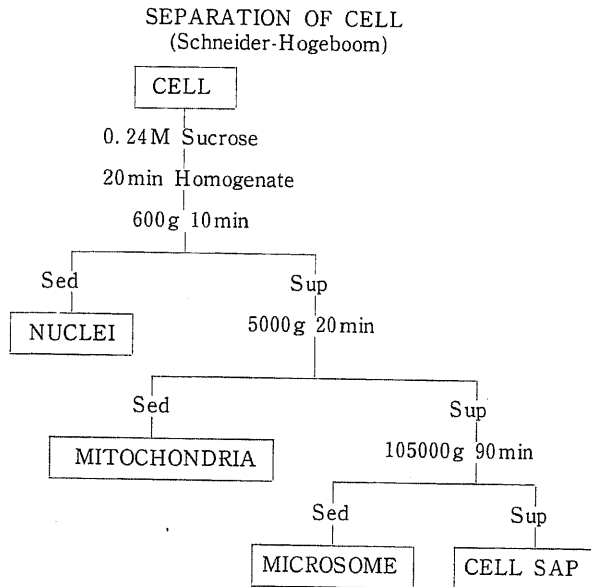 SEPARATION OF CELL
(Schneider-Hogeboom)
CELL
0.24M Sucrose
20min Homogenate
600g 10min
Sed
Sup
NUCLEI
5000g 20min
Sed
Sup
MITOCHONDRIA
105000g 90min
Sed
Sup
MICROSOME
CELL SAP